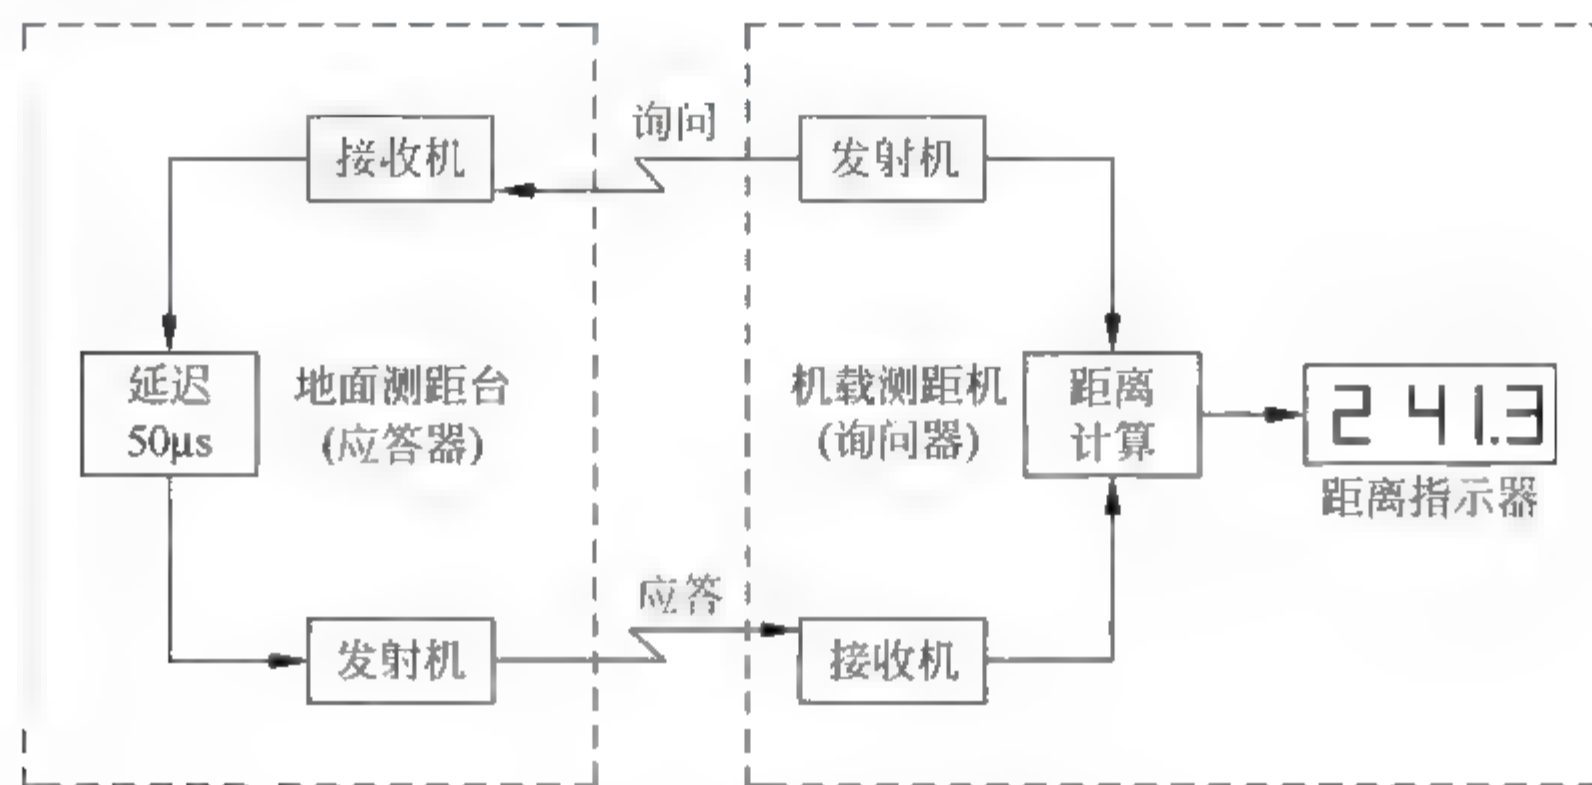 询问
接收机
发射机
延迟
50μs
地面测距台
(应答器)
机载测距机
(询问器)
距离
计算
241.3
距离指示器
应答
发射机
接收机